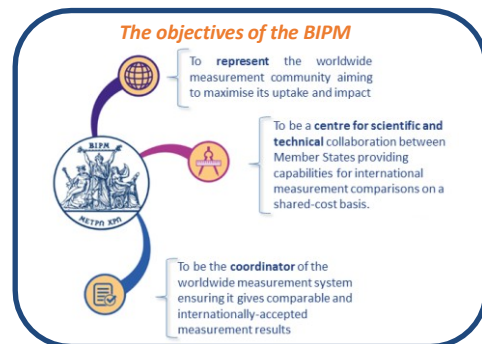 The objectives of the BIPM
To represent the worldwide
measurement community aiming
to maximise its uptake and impact
To be a centre for scientific and
technical collaboration between
Member States providing
capabilities for international
measurement comparisons on a
shared-cost basis.
BIPM
ΜΕΤΡΩ ΧΡΩ
To be the coordinator of the
worldwide measurement system
ensuring it gives comparable and
internationally-accepted
measurement results